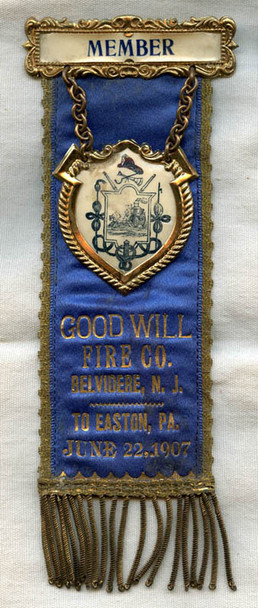 MEMBER
GOOD WILL
FIRE CO.
BELVIDERE, N. J.
TO EASTON, PA.
JUNE 22, 1907